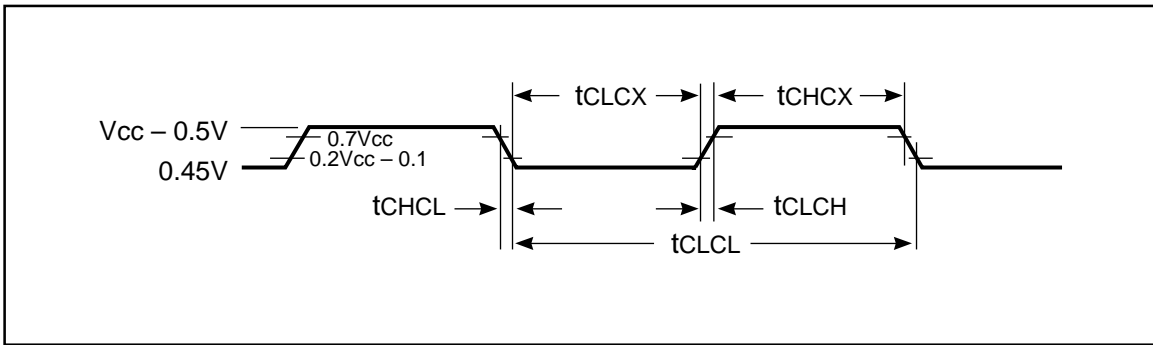 tCLCX tCHCX
Vcc – 0.5V
0.7Vcc
0.2Vcc – 0.1
0.45V
tCHCL tCLCH
tCLCL